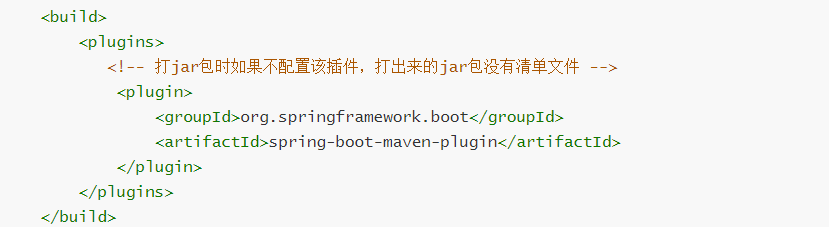 <build>
<plugins>
<!-- 打jar包时如果不配置该插件，打出来的jar包没有清单文件 -->
<plugin>
<groupId>org.springframework.boot</groupId>
<artifactId>spring-boot-maven-plugin</artifactId>
</plugin>
</plugins>
</build>